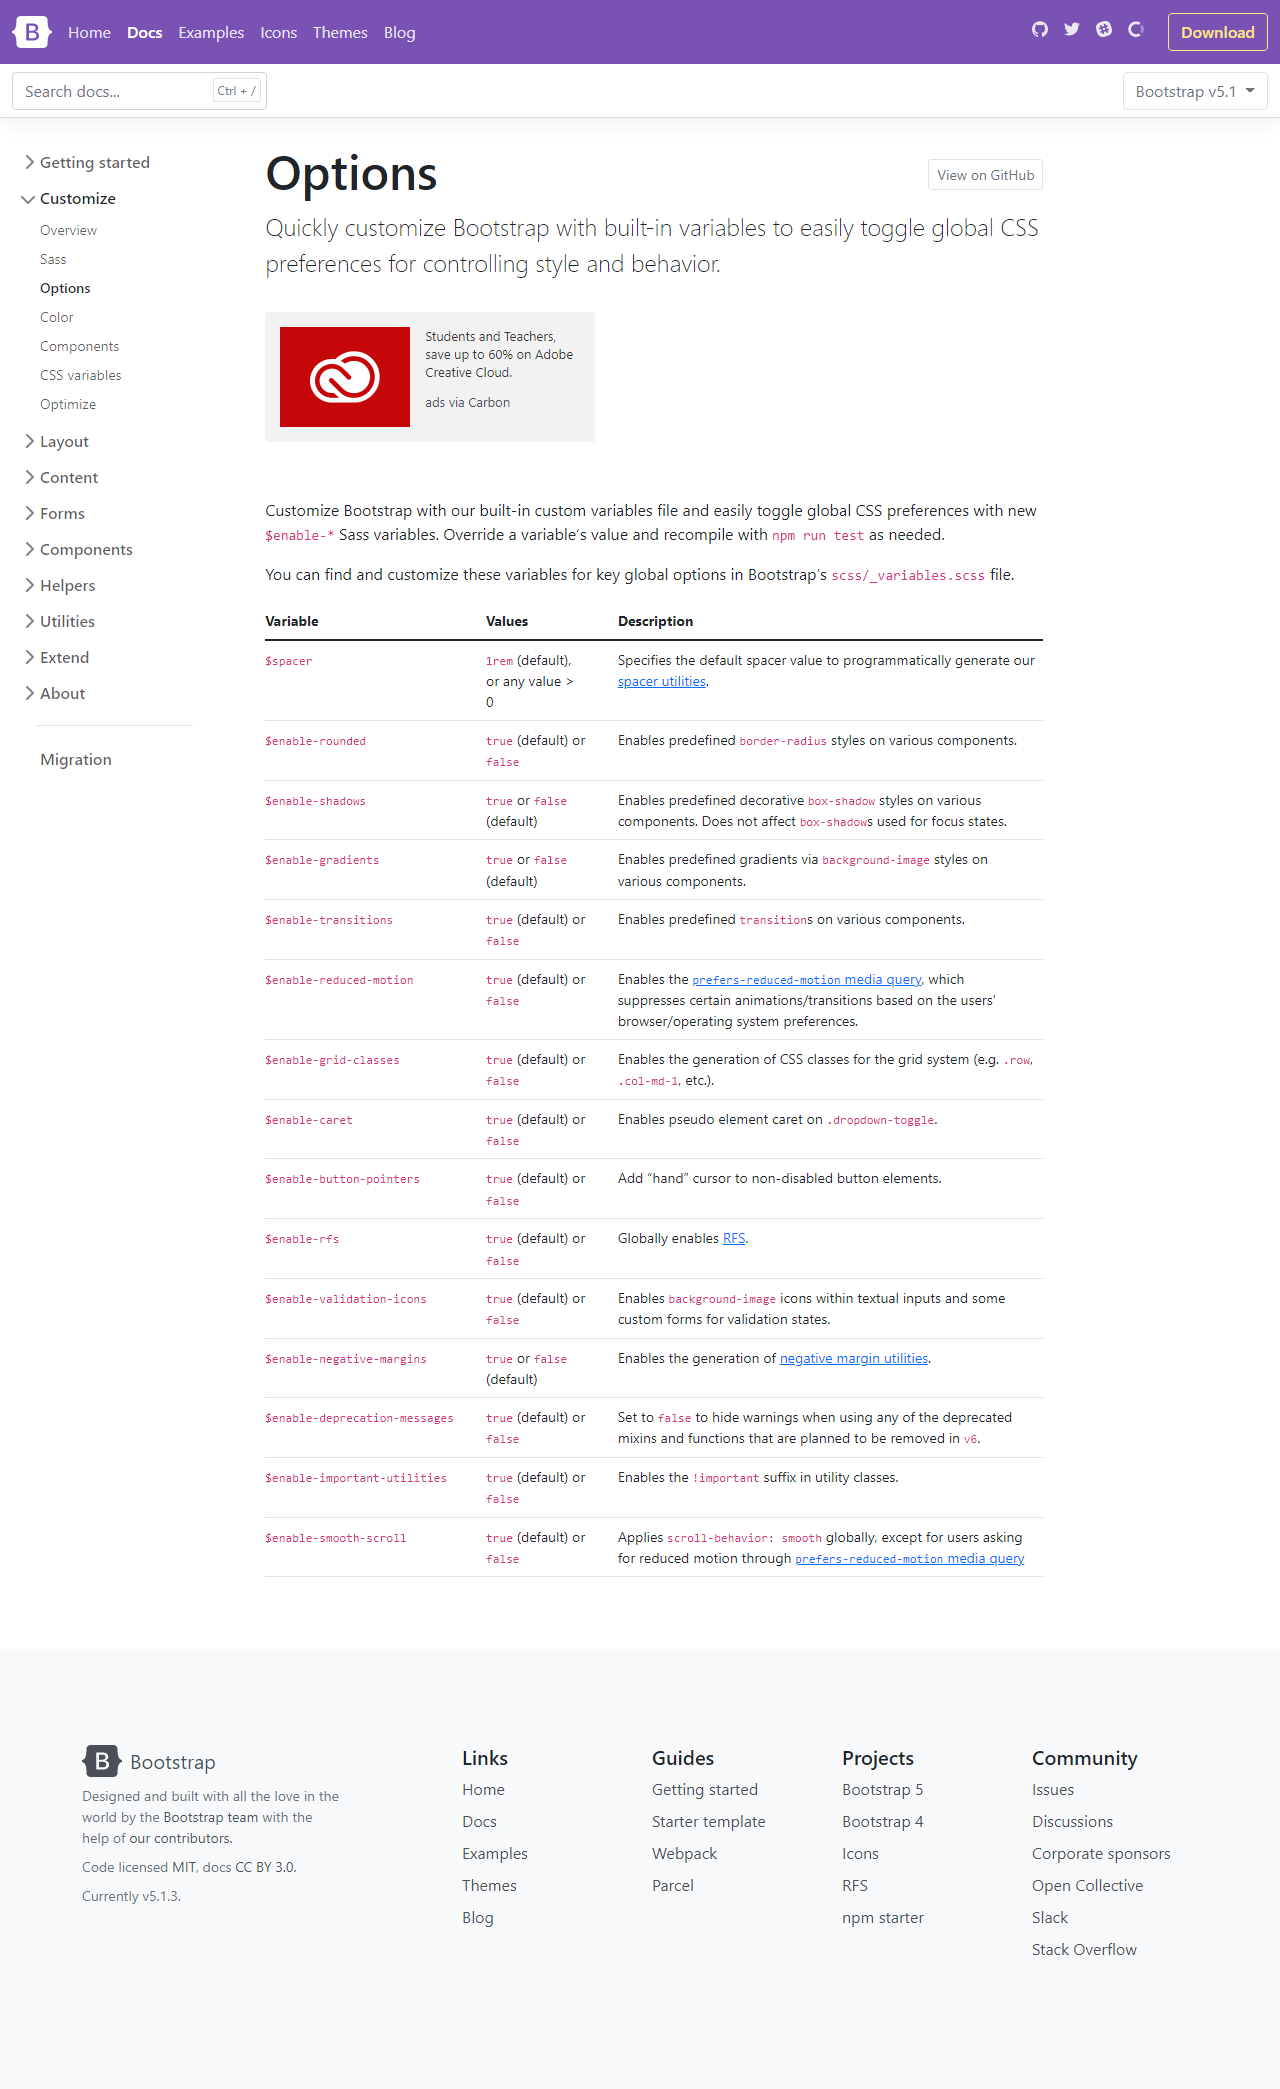 B Home Docs Examples Icons Themes Blog Download
Search docs... Ctrl + / Bootstrap v5.1
Getting started
Customize
Overview
Sass
Options
Color
Components
CSS variables
Optimize
Layout
Content
Forms
Components
Helpers
Utilities
Extend
About
Migration
Options
View on GitHub
Quickly customize Bootstrap with built-in variables to easily toggle global CSS
preferences for controlling style and behavior.
Students and Teachers,
save up to 60% on Adobe
Creative Cloud.
ads via Carbon
Customize Bootstrap with our built-in custom variables file and easily toggle global CSS preferences with new
$enable-* Sass variables. Override a variable’s value and recompile with npm run test as needed.
You can find and customize these variables for key global options in Bootstrap’s scss/_variables.scss file.
Variable Values Description
$spacer 1rem (default), Specifies the default spacer value to programmatically generate our
or any value > spacer utilities.
0
$enable-rounded true (default) or Enables predefined border-radius styles on various components.
false
$enable-shadows true or false Enables predefined decorative box-shadow styles on various
(default) components. Does not affect box-shadows used for focus states.
$enable-gradients true or false Enables predefined gradients via background-image styles on
(default) various components.
$enable-transitions true (default) or Enables predefined transitions on various components.
false
$enable-reduced-motion true (default) or Enables the prefers-reduced-motion media query, which
false suppresses certain animations/transitions based on the users'
browser/operating system preferences.
$enable-grid-classes true (default) or Enables the generation of CSS classes for the grid system (e.g. .row,
false .col-md-1, etc.).
$enable-caret true (default) or Enables pseudo element caret on .dropdown-toggle.
false
$enable-button-pointers true (default) or Add “hand” cursor to non-disabled button elements.
false
$enable-rfs true (default) or Globally enables RFS.
false
$enable-validation-icons true (default) or Enables background-image icons within textual inputs and some
false custom forms for validation states.
$enable-negative-margins true or false Enables the generation of negative margin utilities.
(default)
$enable-deprecation-messages true (default) or Set to false to hide warnings when using any of the deprecated
false mixins and functions that are planned to be removed in v6.
$enable-important-utilities true (default) or Enables the !important suffix in utility classes.
false
$enable-smooth-scroll true (default) or Applies scroll-behavior: smooth globally, except for users asking
false for reduced motion through prefers-reduced-motion media query
B Bootstrap
Designed and built with all the love in the
world by the Bootstrap team with the
help of our contributors.
Code licensed MIT, docs CC BY 3.0.
Currently v5.1.3.
Links
Home
Docs
Examples
Themes
Blog
Guides
Getting started
Starter template
Webpack
Parcel
Projects
Bootstrap 5
Bootstrap 4
Icons
RFS
npm starter
Community
Issues
Discussions
Corporate sponsors
Open Collective
Slack
Stack Overflow